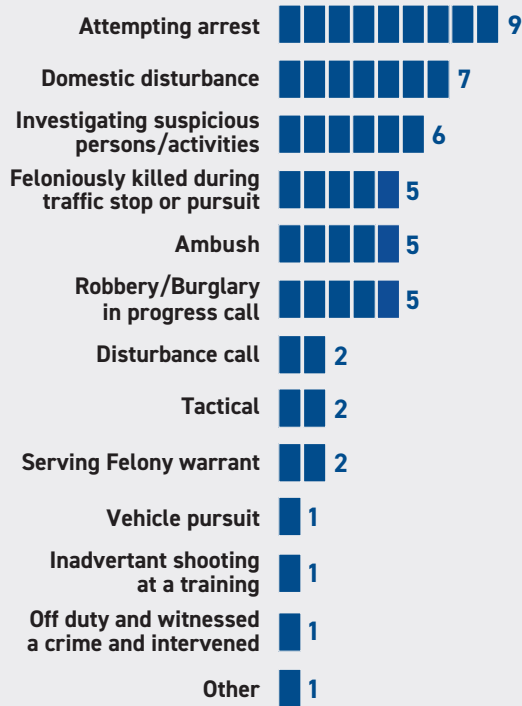 Attempting arrest 9
Domestic disturbance 7
Investigating suspicious
persons/activities 6
Feloniously killed during
traffic stop or pursuit 5
Ambush 5
Robbery/Burglary
in progress call 5
Disturbance call 2
Tactical 2
Serving Felony warrant 2
Vehicle pursuit 1
Inadvertant shooting
at a training 1
Off duty and witnessed
a crime and intervened 1
Other 1